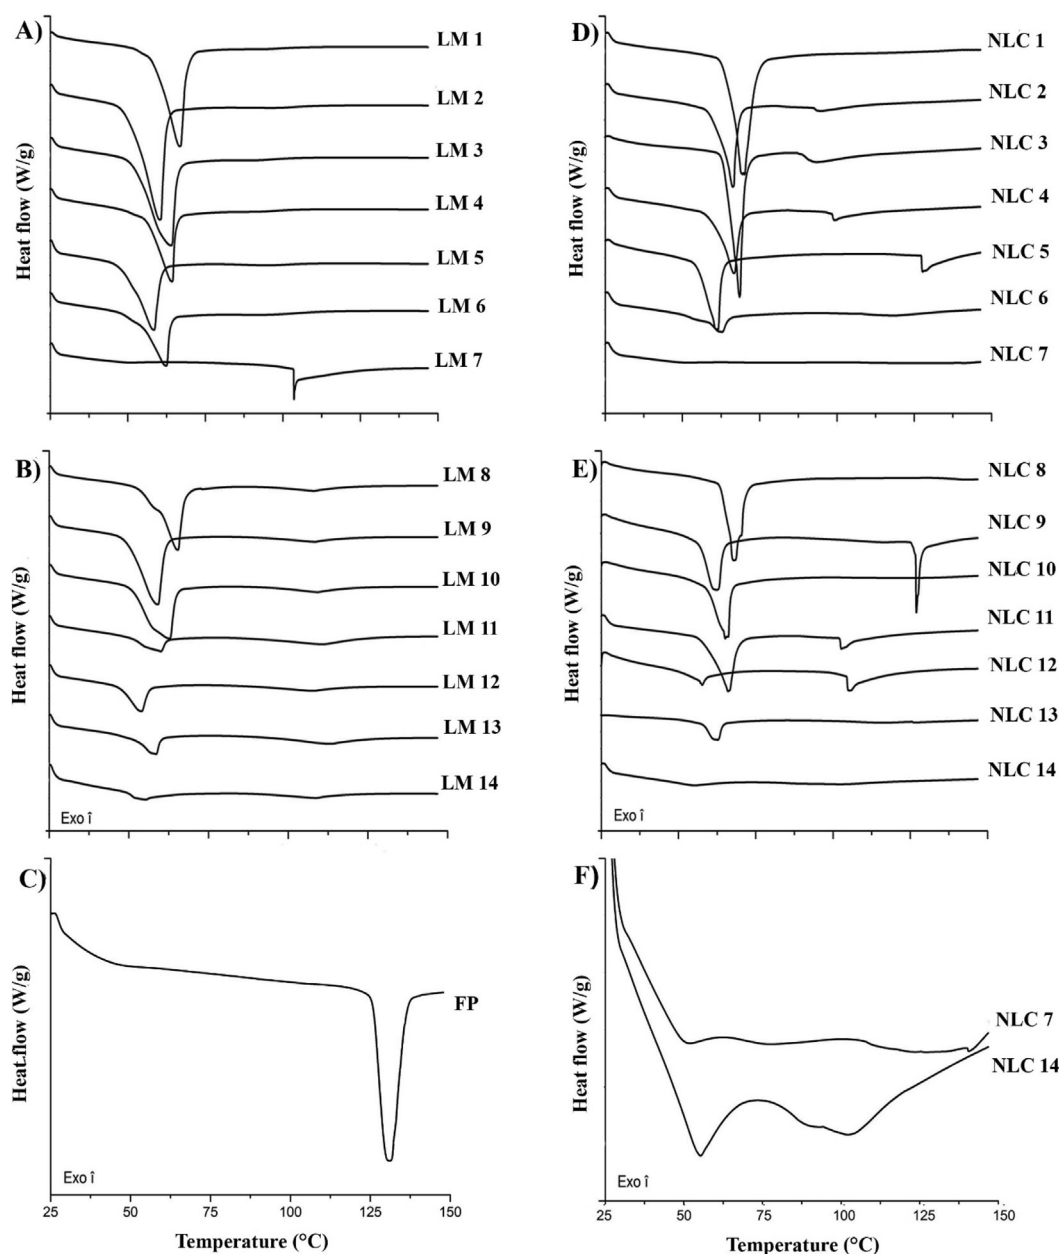 A)
LM 1
LM 2
LM 3
LM 4
LM 5
LM 6
LM 7
Heat flow (W/g)
D)
NLC 1
NLC 2
NLC 3
NLC 4
NLC 5
NLC 6
NLC 7
Heat flow (W/g)
B)
LM 8
LM 9
LM 10
LM 11
LM 12
LM 13
LM 14
Heat flow (W/g)
Exo î
E)
NLC 8
NLC 9
NLC 10
NLC 11
NLC 12
NLC 13
NLC 14
Heat flow (W/g)
Exo î
C)
FP
Heat.flow (W/g)
Exo î
25 50 75 100 125 150
Temperature (°C)
F)
NLC 7
NLC 14
Heat flow (W/g)
Exo î
25 50 75 100 125 150
Temperature (°C)